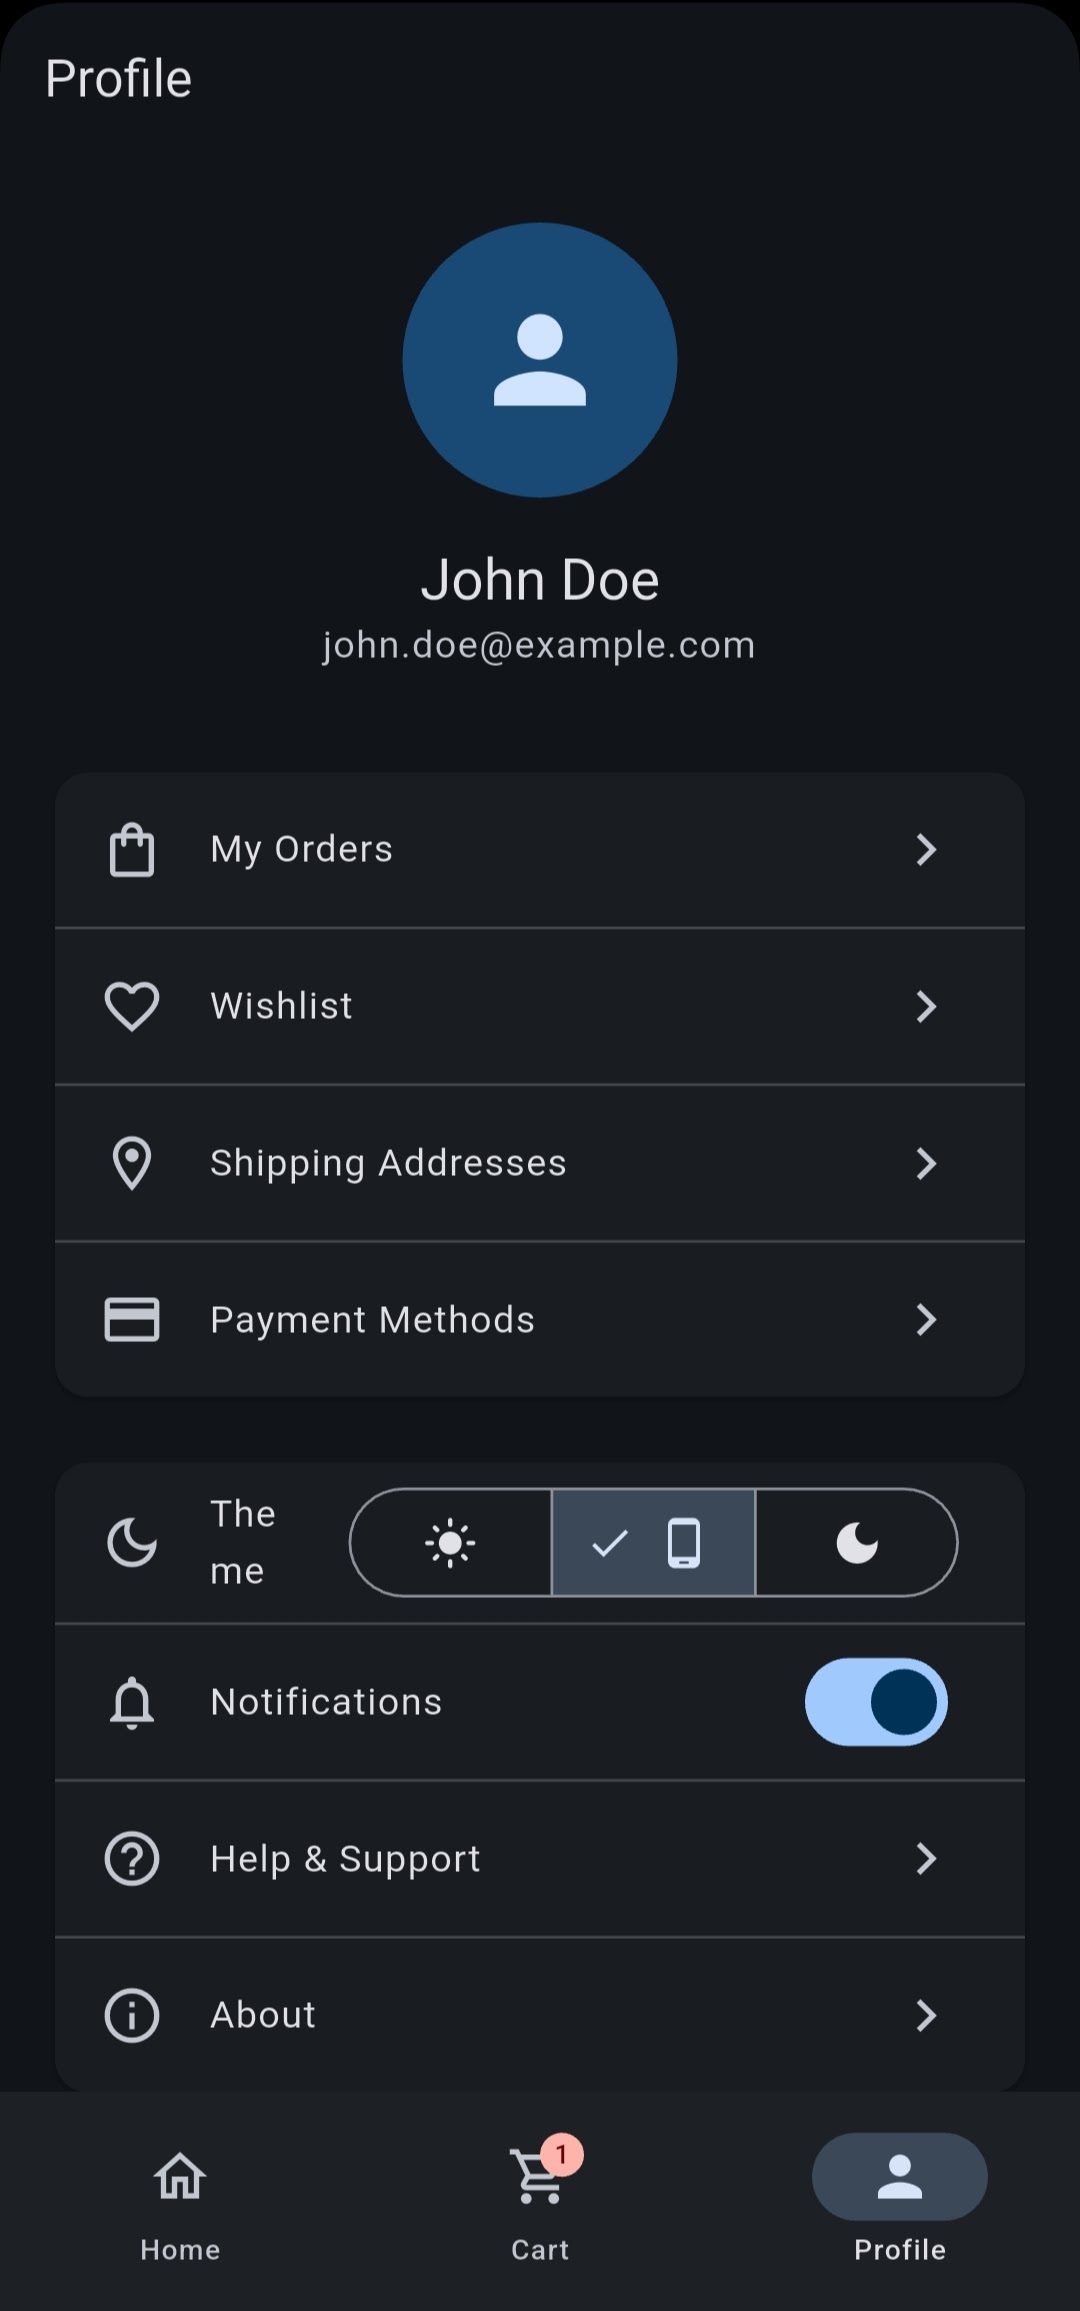 Profile
John Doe
john.doe@example.com
My Orders
Wishlist
Shipping Addresses
Payment Methods
The
me
Notifications
Help & Support
About
1
Home
Cart
Profile